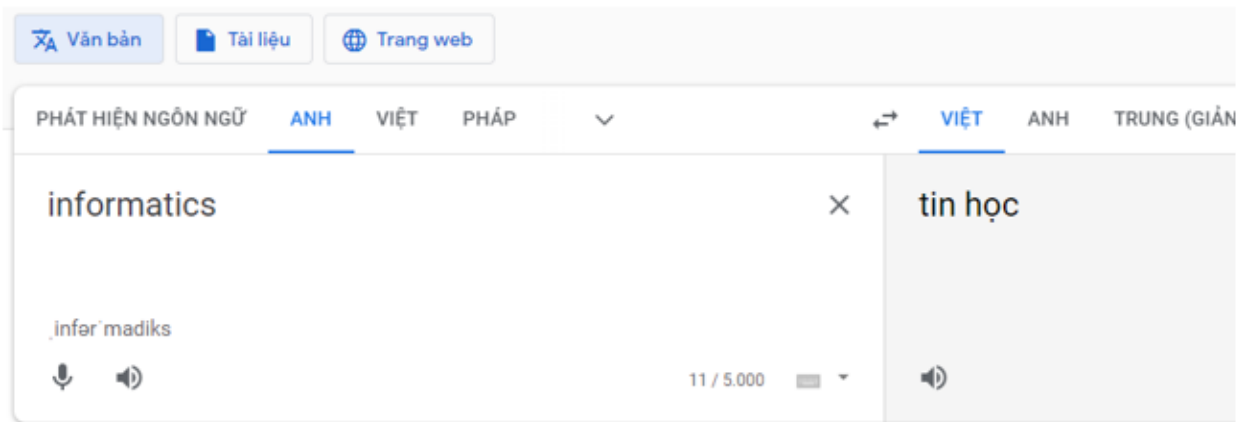 Văn bản Tài liệu Trang web
PHÁT HIỆN NGÔN NGỮ ANH VIỆT PHÁP VIỆT ANH TRUNG (GIẢN
informatics tin học
ˌinfərˈmadiks
11 / 5.000